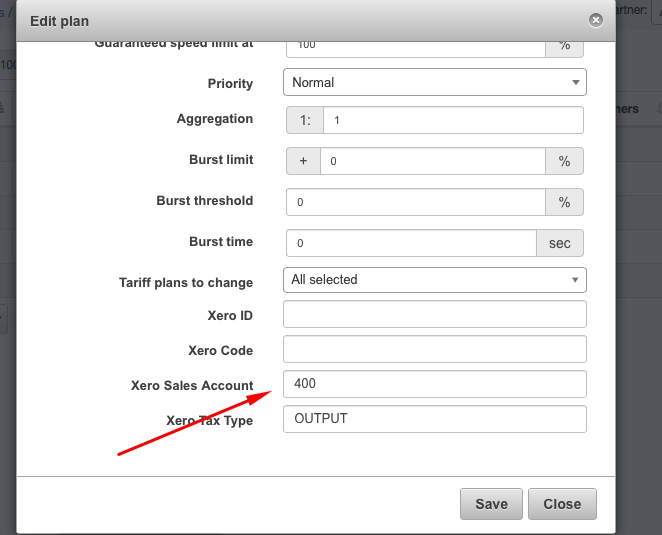 s /
artner:
Edit plan
Guaranteed speed limit at 100 %
100
Priority Normal
ners
Aggregation 1: 1
Burst limit + 0 %
Burst threshold 0 %
Burst time 0 sec
Tariff plans to change All selected
Xero ID
Xero Code
Xero Sales Account 400
Xero Tax Type OUTPUT
Save Close